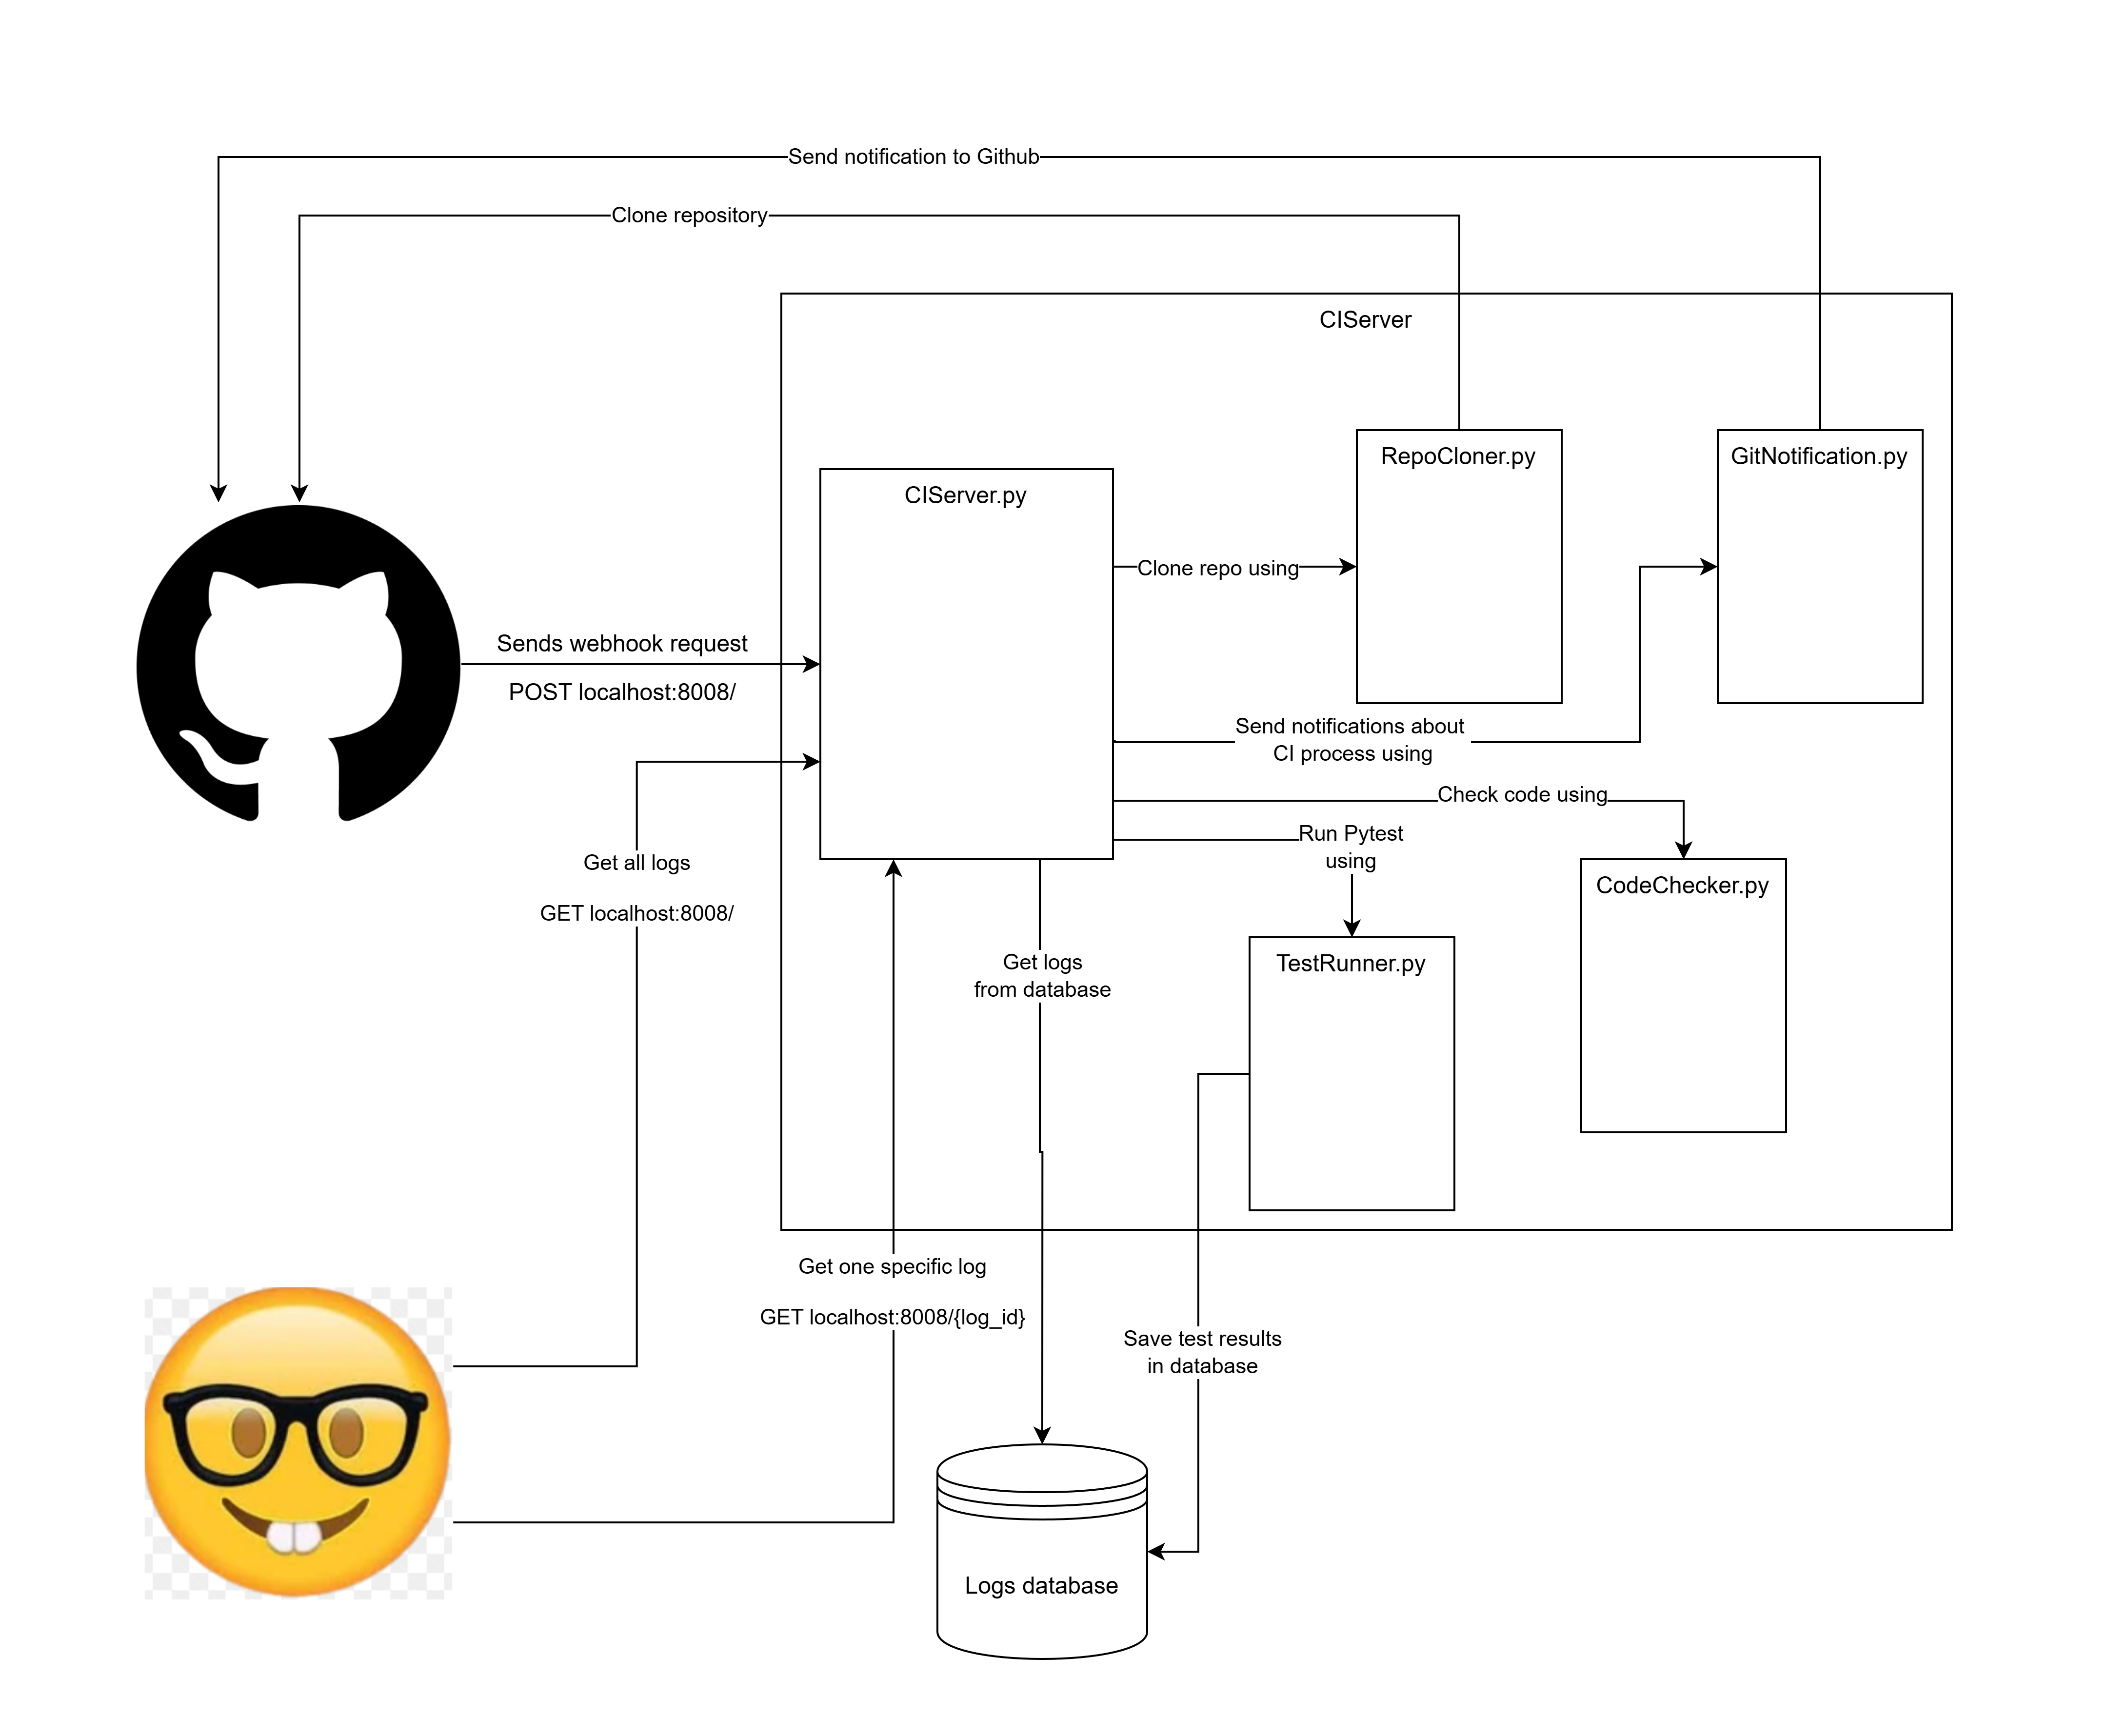 Send notification to Github
Clone repository
CIServer
CIServer.py
RepoCloner.py
GitNotification.py
Clone repo using
Sends webhook request
POST localhost:8008/
Send notifications about
CI process using
Check code using
Run Pytest
using
Get all logs
GET localhost:8008/
CodeChecker.py
Get logs
from database
TestRunner.py
Get one specific log
GET localhost:8008/{log_id}
Save test results
in database
Logs database